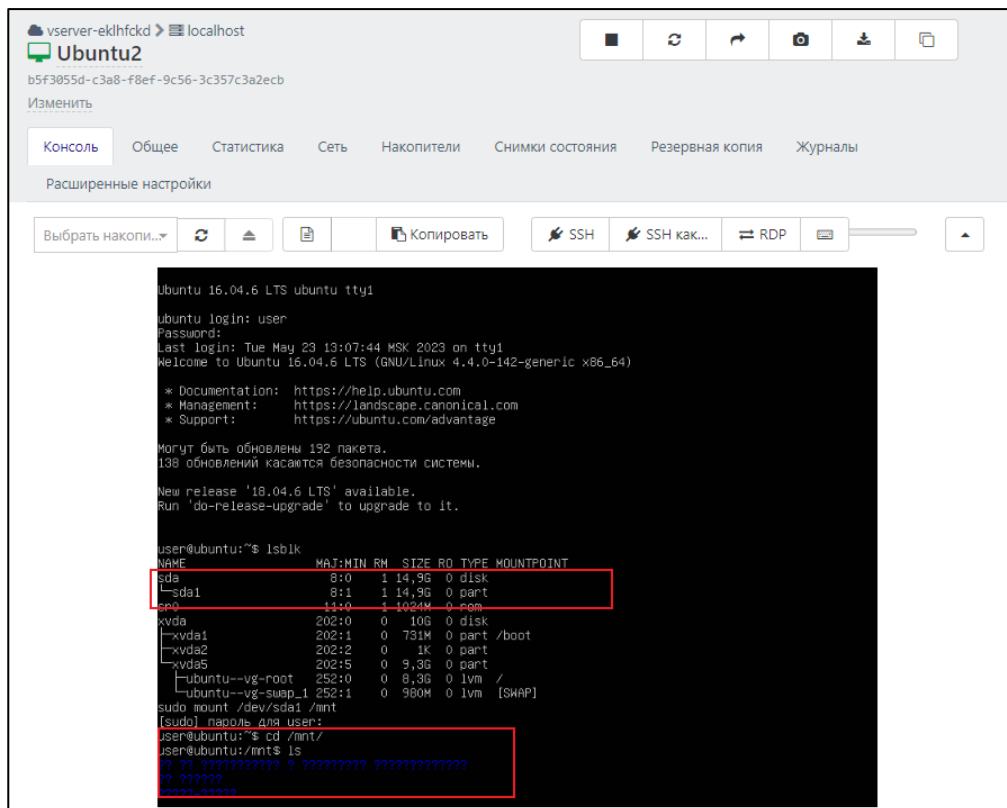 vserver-eklhfckd localhost
Ubuntu2
b5f3055d-c3a8-f8ef-9c56-3c357c3a2ecb
Изменить
Консоль Общее Статистика Сеть Накопители Снимки состояния Резервная копия Журналы
Расширенные настройки
Выбрать накопи... Копировать SSH SSH как... RDP
Ubuntu 16.04.6 LTS ubuntu tty1
ubuntu login: user
Password:
Last login: Tue May 23 13:07:44 MSK 2023 on tty1
Welcome to Ubuntu 16.04.6 LTS (GNU/Linux 4.4.0-142-generic x86_64)
* Documentation: https://help.ubuntu.com
* Management: https://landscape.canonical.com
* Support: https://ubuntu.com/advantage
Могут быть обновлены 192 пакета.
138 обновлений касаются безопасности системы.
New release '18.04.6 LTS' available.
Run 'do-release-upgrade' to upgrade to it.
user@ubuntu:~$ lsblk
NAME MAJ:MIN RM SIZE RO TYPE MOUNTPOINT
sda 8:0 1 14,9G 0 disk
└─sda1 8:1 1 14,9G 0 part
sr0 11:0 1 1024M 0 rom
xvda 202:0 0 10G 0 disk
├─xvda1 202:1 0 731M 0 part /boot
├─xvda2 202:2 0 1K 0 part
└─xvda5 202:5 0 9,3G 0 part
├─ubuntu--vg-root 252:0 0 8,3G 0 lvm /
└─ubuntu--vg-swap_1 252:1 0 980M 0 lvm [SWAP]
sudo mount /dev/sda1 /mnt
[sudo] пароль для user:
user@ubuntu:~$ cd /mnt/
user@ubuntu:/mnt$ ls
?? ?? ??????????? ? ????????? ?????????????
?? ??????
?????-?????